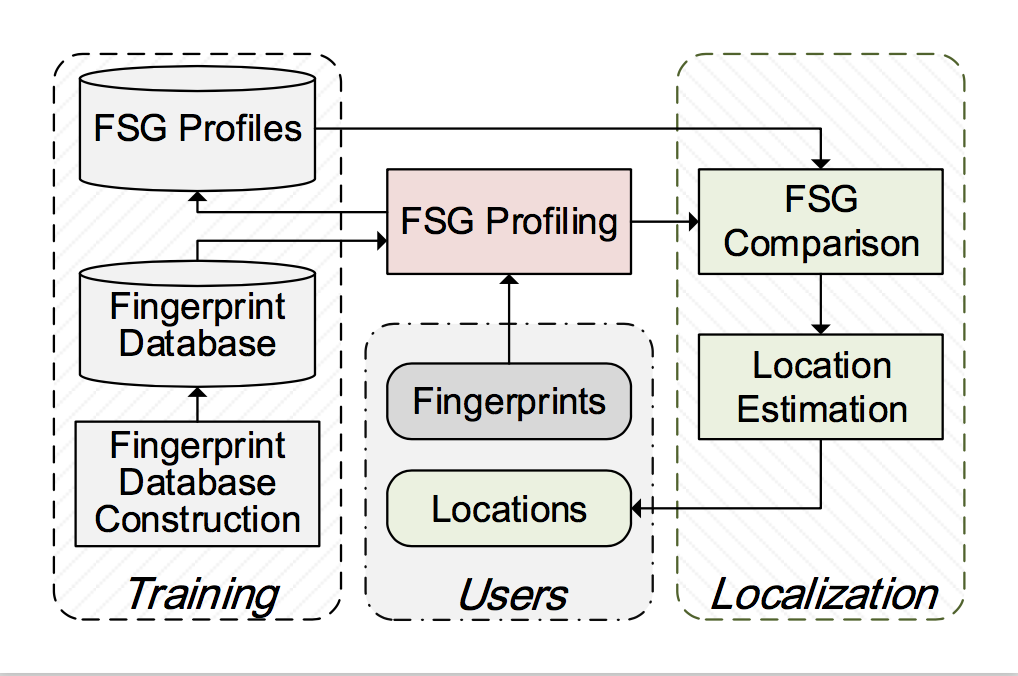 FSG Profiles
Fingerprint
Database
Fingerprint
Database
Construction
Training
FSG Profiling
Fingerprints
Locations
Users
FSG
Comparison
Location
Estimation
Localization